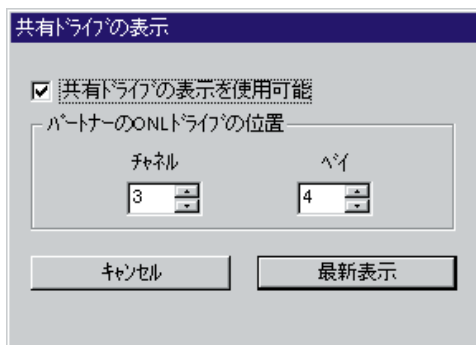 共有ﾄﾞﾗｲﾌﾞの表示
共有ﾄﾞﾗｲﾌﾞの表示を使用可能
ﾊﾟｰﾄﾅｰのONLﾄﾞﾗｲﾌﾞの位置
ﾁｬﾈﾙ ﾍﾞｲ
3 4
ｷｬﾝｾﾙ 最新表示